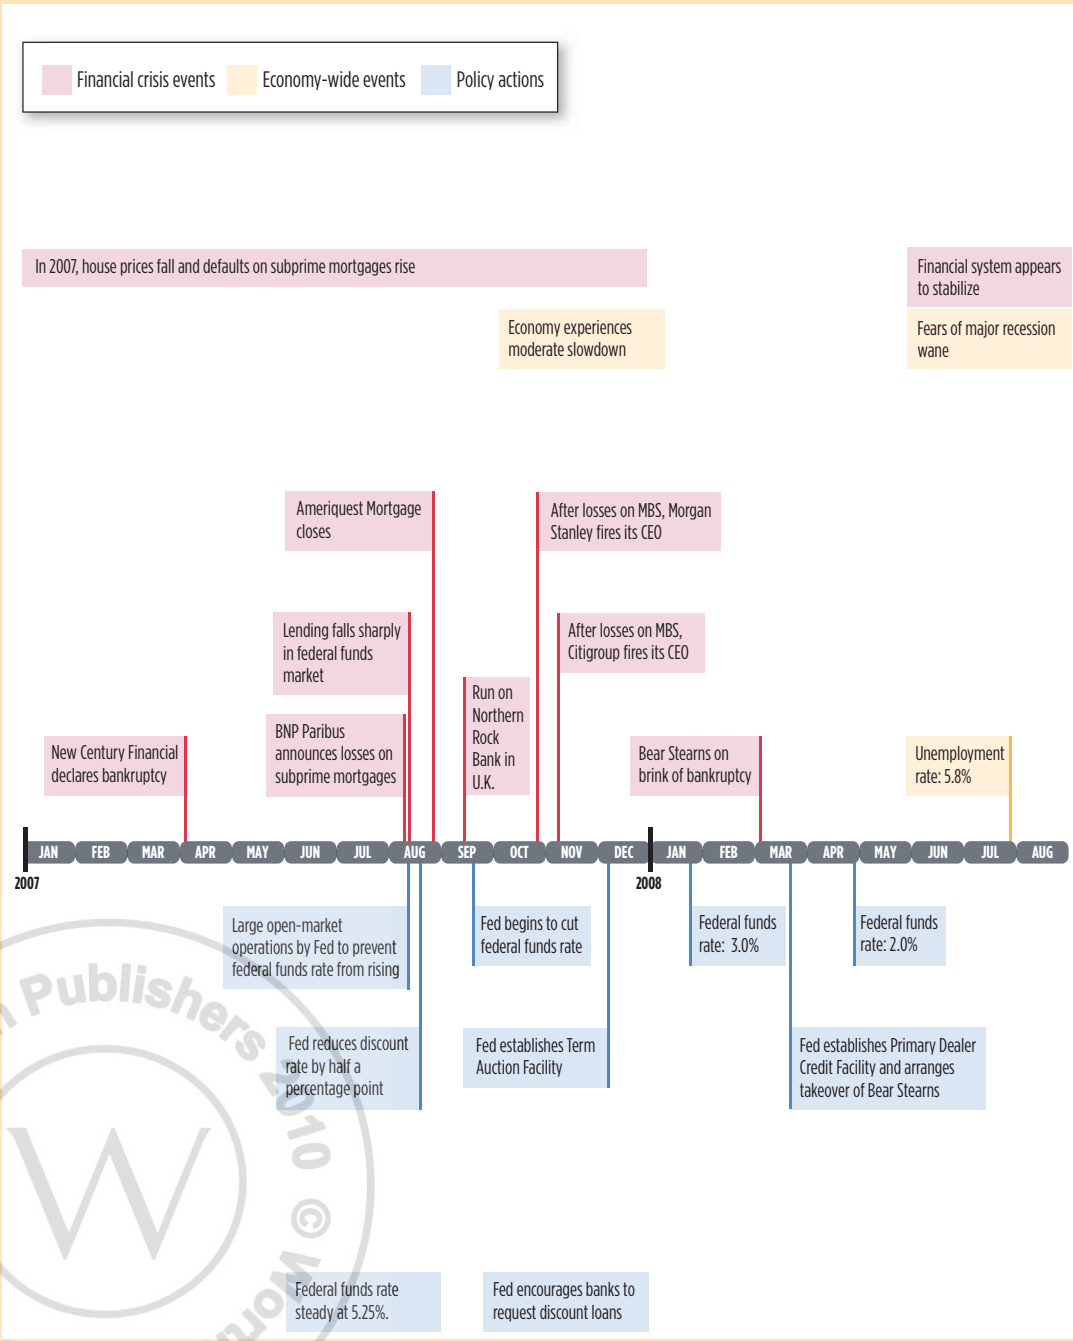 Financial crisis events
Economy-wide events
Policy actions
In 2007, house prices fall and defaults on subprime mortgages rise
Financial system appears
to stabilize
Economy experiences
moderate slowdown
Fears of major recession
wane
Ameriquest Mortgage
closes
After losses on MBS, Morgan
Stanley fires its CEO
Lending falls sharply
in federal funds
market
After losses on MBS,
Citigroup fires its CEO
Run on
Northern
Rock
Bank in
U.K.
BNP Paribus
announces losses on
subprime mortgages
New Century Financial
declares bankruptcy
Bear Stearns on
brink of bankruptcy
Unemployment
rate: 5.8%
JAN FEB MAR APR MAY JUN JUL AUG SEP OCT NOV DEC JAN FEB MAR APR MAY JUN JUL AUG
2007
2008
Large open-market
operations by Fed to prevent
federal funds rate from rising
Fed begins to cut
federal funds rate
Federal funds
rate: 3.0%
Federal funds
rate: 2.0%
Fed reduces discount
rate by half a
percentage point
Fed establishes Term
Auction Facility
Fed establishes Primary Dealer
Credit Facility and arranges
takeover of Bear Stearns
Federal funds rate
steady at 5.25%.
Fed encourages banks to
request discount loans
Publishers 2010 ©
W